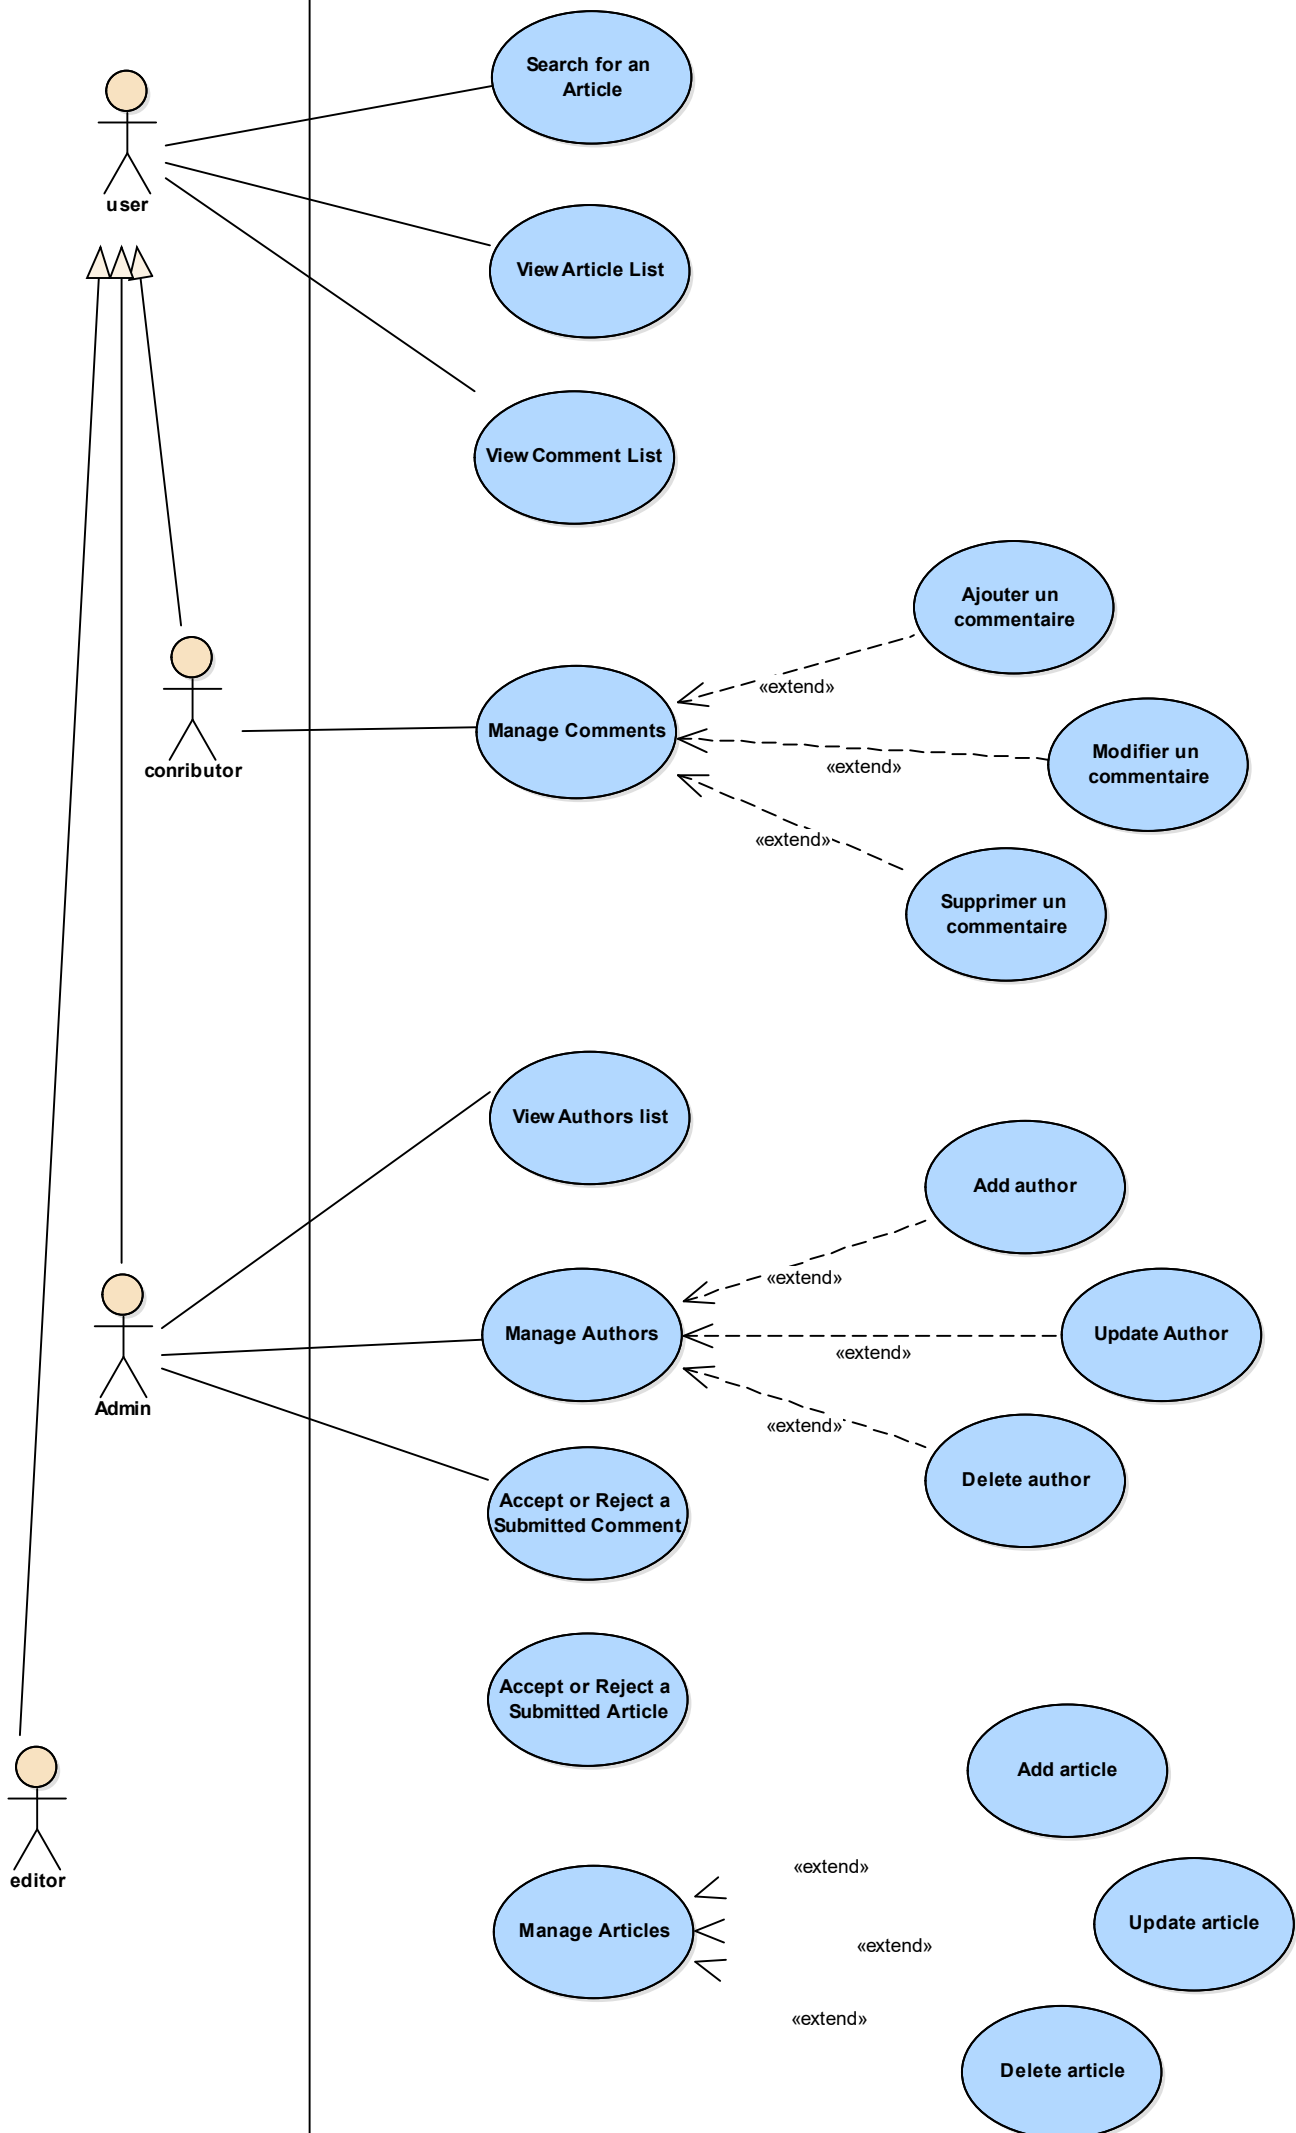 Search for an
Article
user
View Article List
View Comment List
Ajouter un
commentaire
«extend»
conributor
Manage Comments
Modifier un
commentaire
«extend»
«extend»
Supprimer un
commentaire
View Authors list
Add author
«extend»
Manage Authors
Update Author
«extend»
Admin
«extend»
Delete author
Accept or Reject a
Submitted Comment
Accept or Reject a
Submitted Article
Add article
editor
«extend»
Manage Articles
Update article
«extend»
«extend»
Delete article